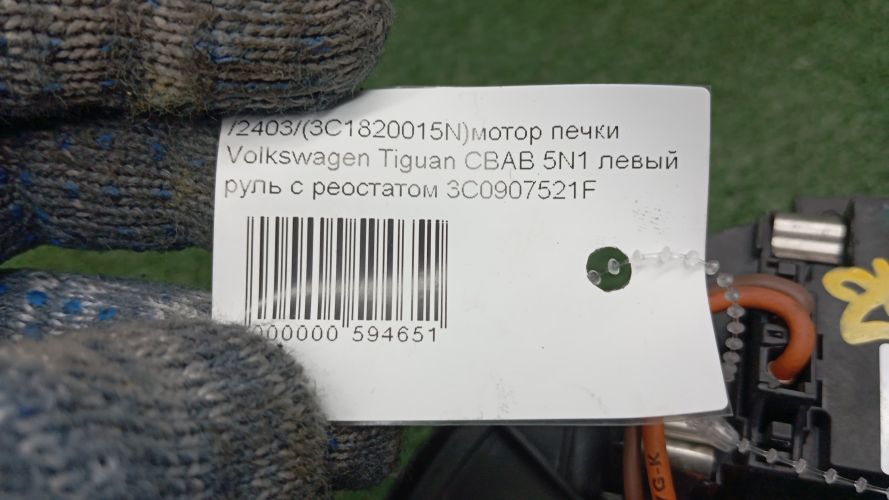 /2403/(3C1820015N)мотор печки
Volkswagen Tiguan CBAB 5N1 левый
руль с реостатом 3C0907521F
000000 594651
G-K